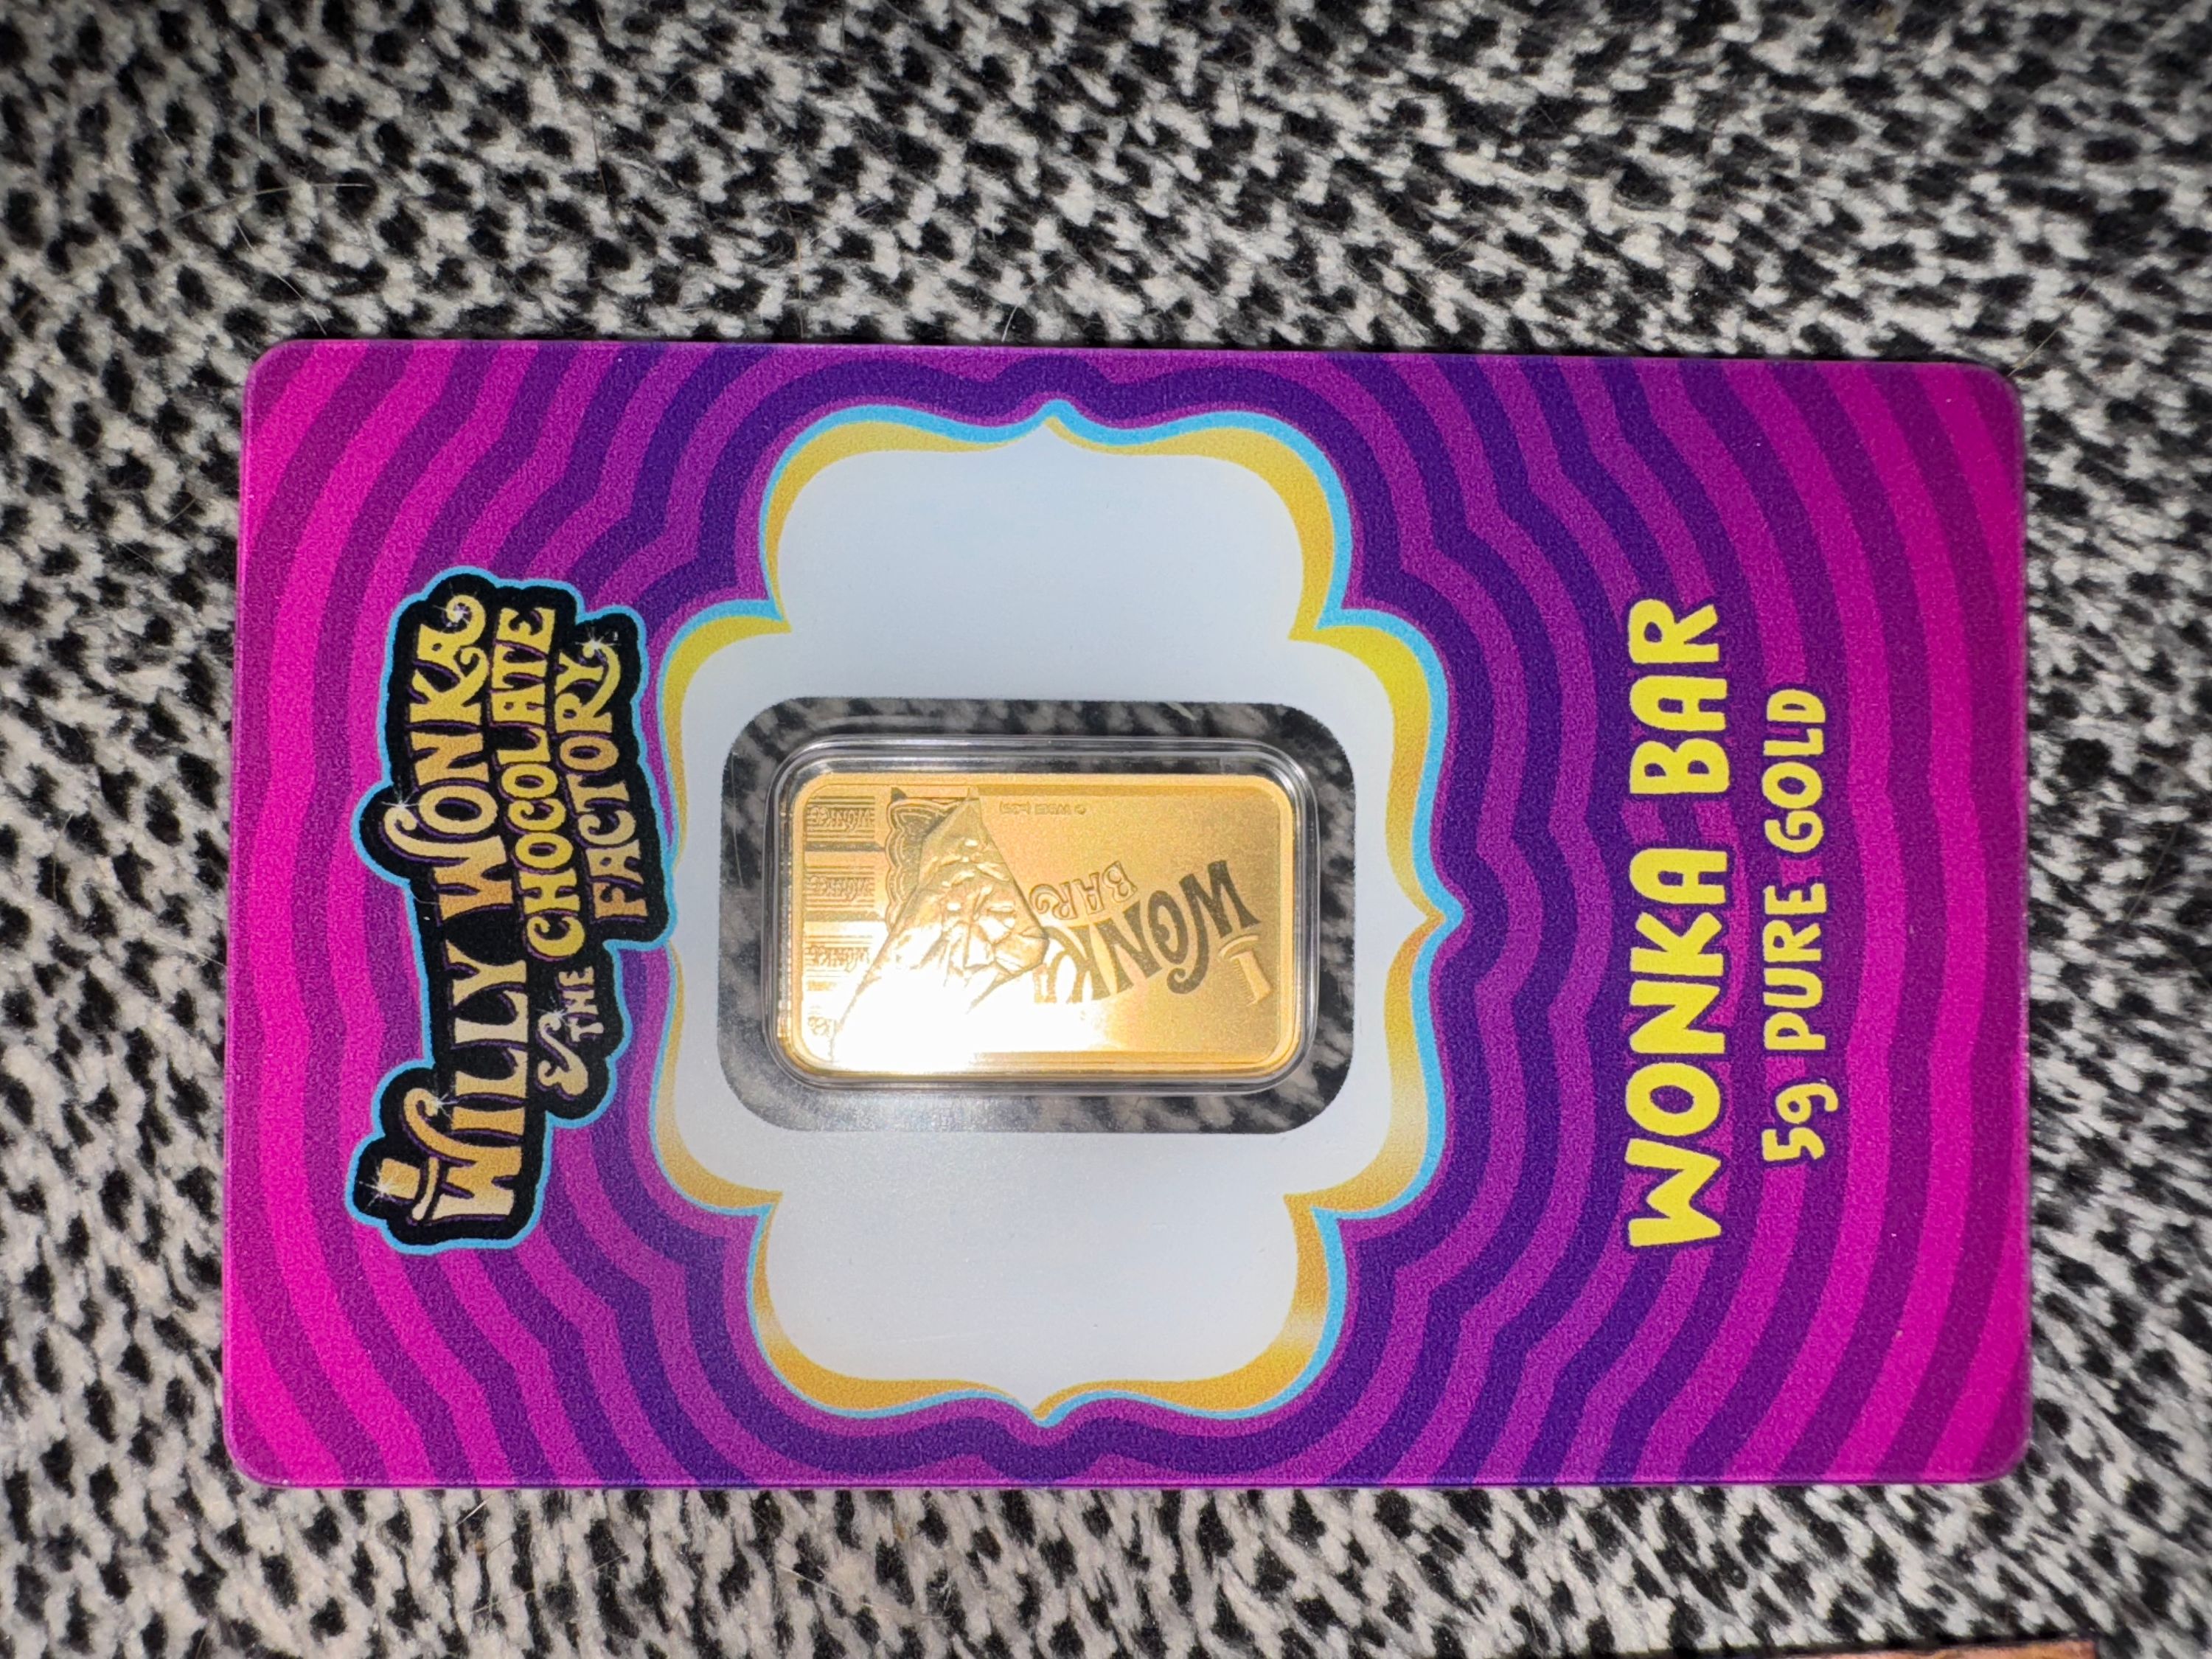 WILLY WONKA
& THE CHOCOLATE
FACTORY
WONKA
BAR
WONKA BAR
5g PURE GOLD